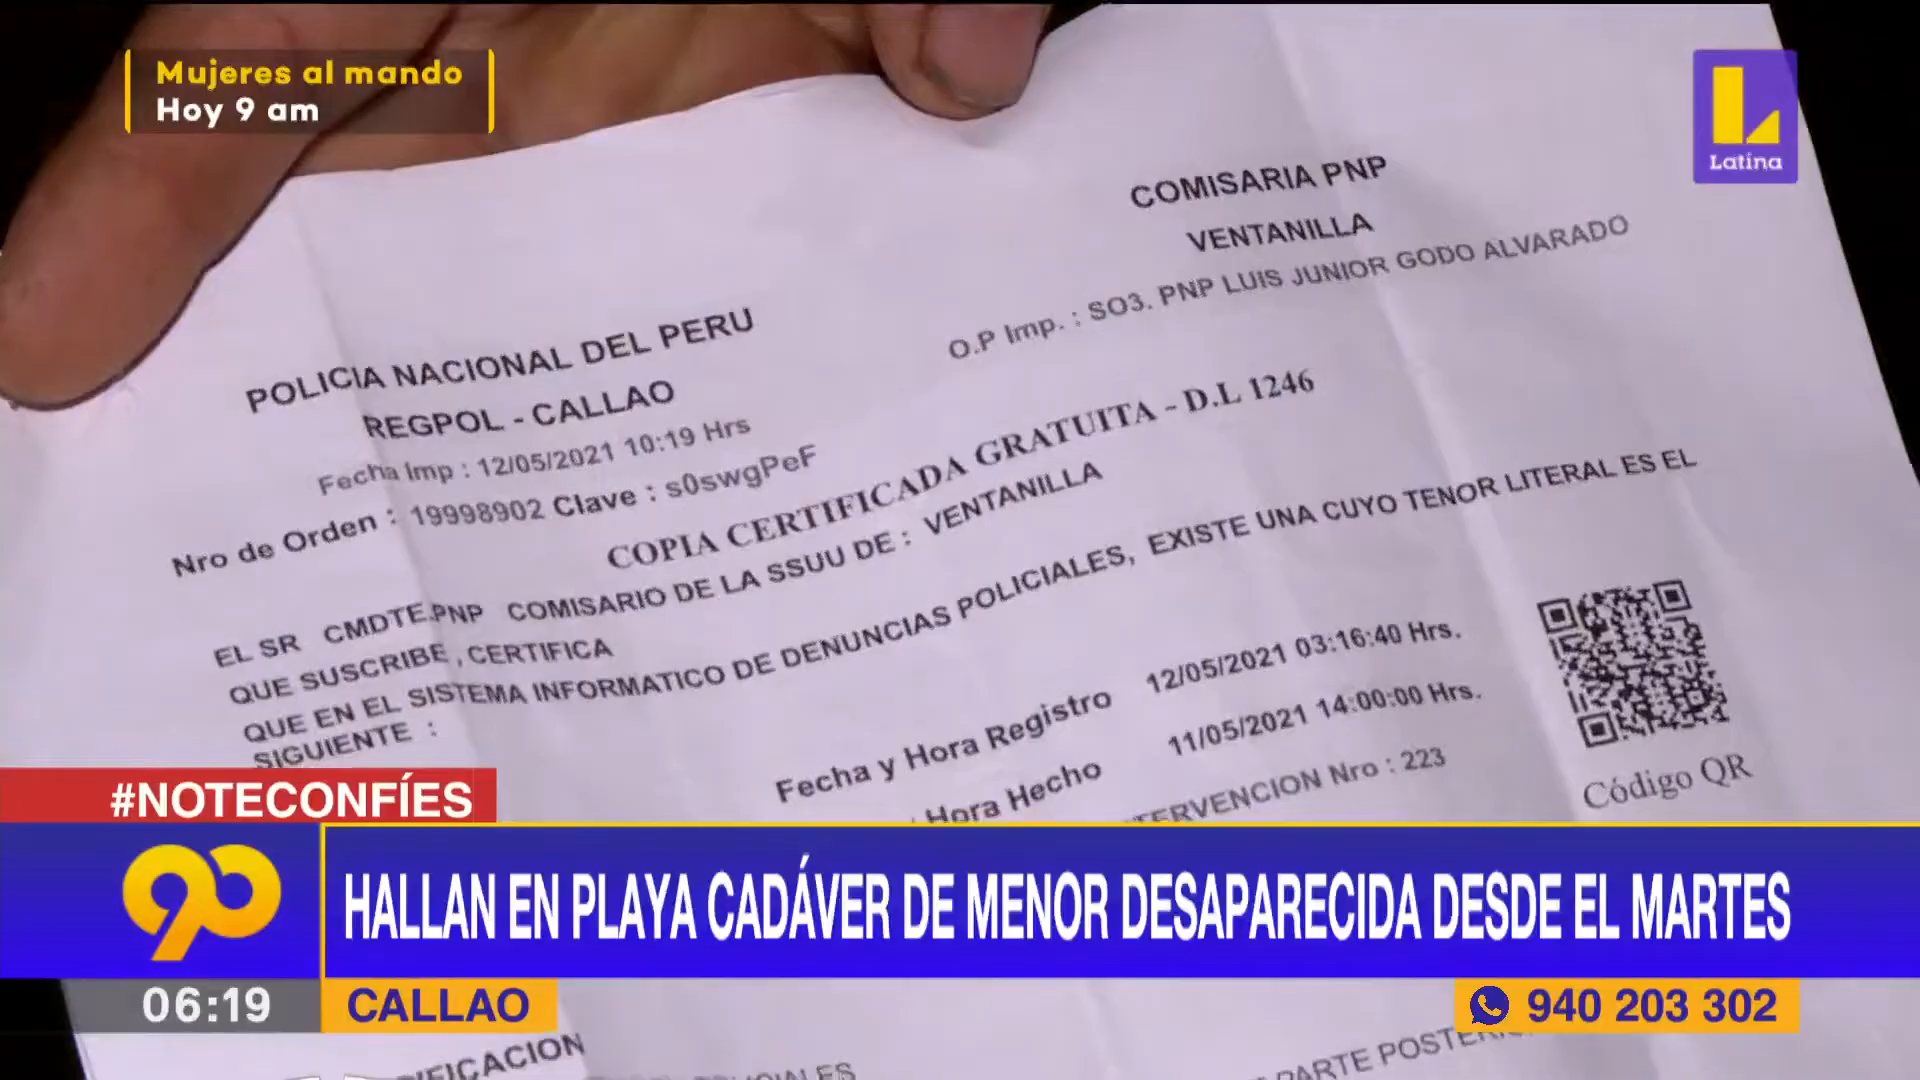 Mujeres al mando
Hoy 9 am
Latina
COMISARIA PNP
VENTANILLA
O.P Imp. : SO3. PNP LUIS JUNIOR GODO ALVARADO
POLICIA NACIONAL DEL PERU
REGPOL - CALLAO
Fecha Imp : 12/05/2021 10:19 Hrs
Nro de Orden : 19998902 Clave : s0swgPeF
COPIA CERTIFICADA GRATUITA - D.L 1246
EL SR CMDTE.PNP COMISARIO DE LA SSUU DE : VENTANILLA
QUE SUSCRIBE , CERTIFICA
QUE EN EL SISTEMA INFORMATICO DE DENUNCIAS POLICIALES, EXISTE UNA CUYO TENOR LITERAL ES EL
SIGUIENTE :
Fecha y Hora Registro 12/05/2021 03:16:40 Hrs.
Hora Hecho 11/05/2021 14:00:00 Hrs.
TERVENCION Nro : 223
Código QR
#NOTECONFÍES
90
HALLAN EN PLAYA CADÁVER DE MENOR DESAPARECIDA DESDE EL MARTES
06:19
CALLAO
940 203 302
PARTE